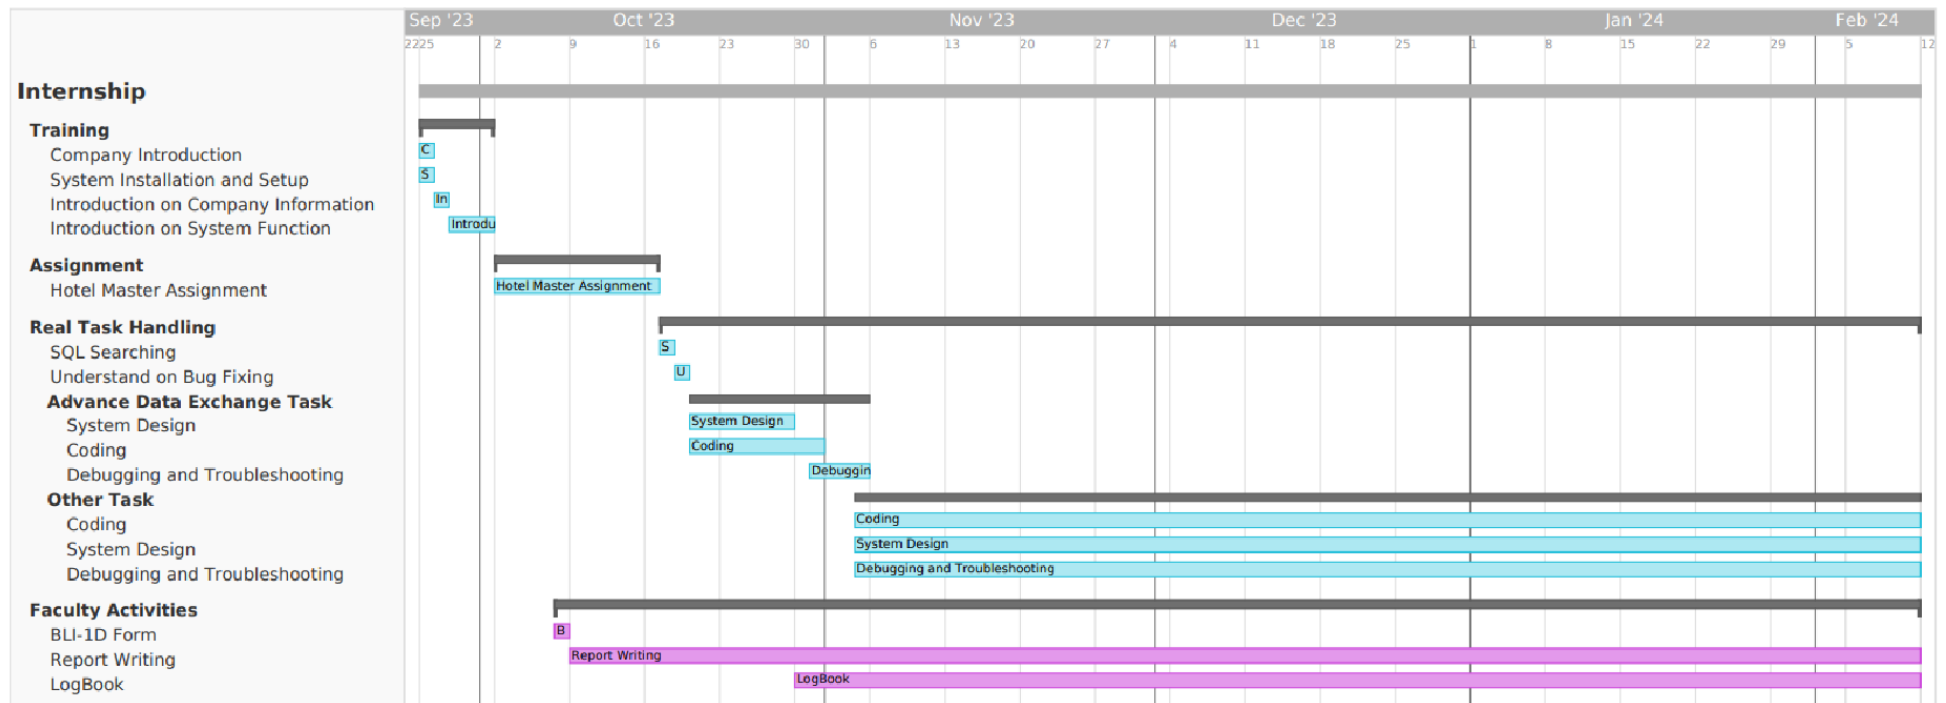 Sep '23 Oct '23 Nov '23 Dec '23 Jan '24 Feb '24
22 25 2 9 16 23 30 6 13 20 27 4 11 18 25 1 8 15 22 29 5 12
Internship
Training
Company Introduction C
System Installation and Setup S
Introduction on Company Information In
Introduction on System Function Introdu
Assignment
Hotel Master Assignment Hotel Master Assignment
Real Task Handling
SQL Searching S
Understand on Bug Fixing U
Advance Data Exchange Task
System Design System Design
Coding Coding
Debugging and Troubleshooting Debuggin
Other Task
Coding Coding
System Design System Design
Debugging and Troubleshooting Debugging and Troubleshooting
Faculty Activities
BLI-1D Form B
Report Writing Report Writing
LogBook LogBook